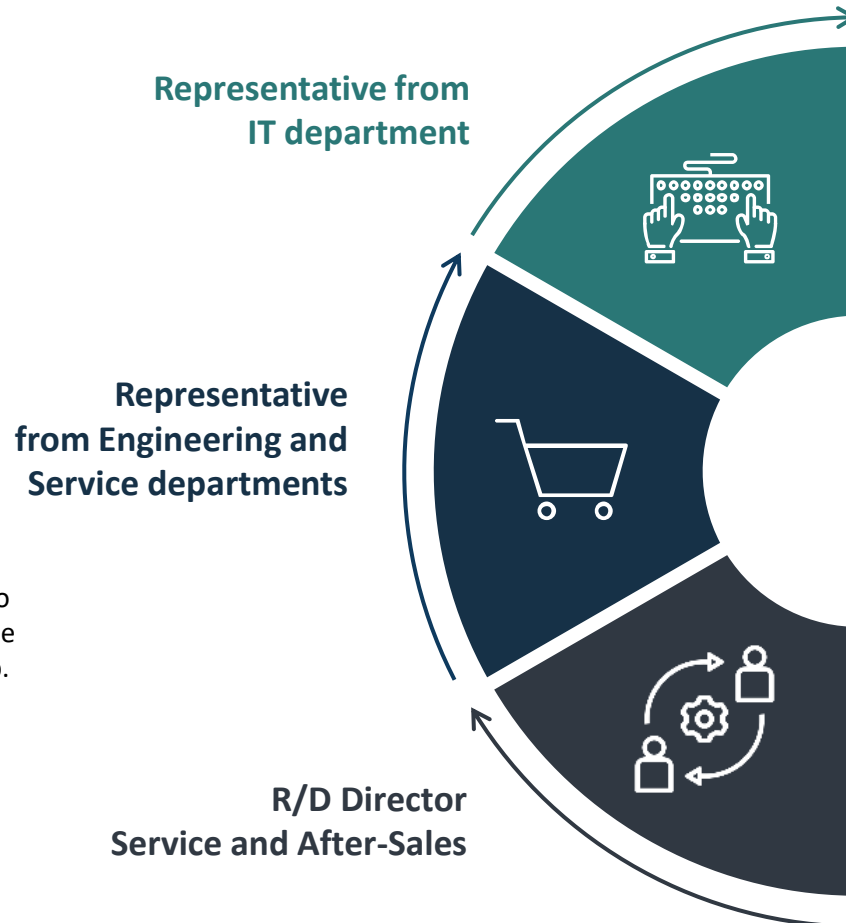 Representative from
IT department
Representative
from Engineering and
Service departments
R/D Director
Service and After-Sales